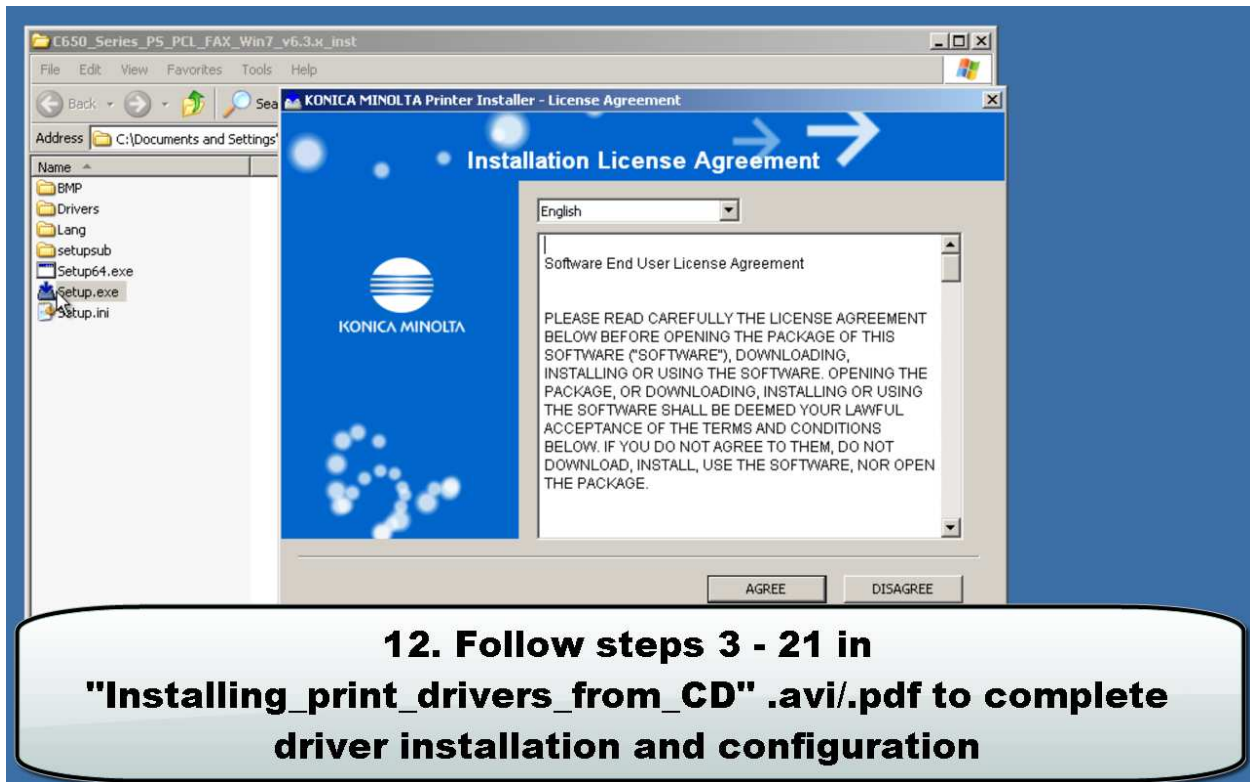 C650_Series_PS_PCL_FAX_Win7_v6.3.x_inst
File Edit View Favorites Tools Help
Back Sea
KONICA MINOLTA Printer Installer - License Agreement
Address C:\Documents and Settings
Installation License Agreement
Name
BMP
Drivers
Lang
setupsub
Setup64.exe
Setup.exe
Setup.ini
English
Software End User License Agreement
PLEASE READ CAREFULLY THE LICENSE AGREEMENT
BELOW BEFORE OPENING THE PACKAGE OF THIS
SOFTWARE ("SOFTWARE"), DOWNLOADING,
INSTALLING OR USING THE SOFTWARE. OPENING THE
PACKAGE, OR DOWNLOADING, INSTALLING OR USING
THE SOFTWARE SHALL BE DEEMED YOUR LAWFUL
ACCEPTANCE OF THE TERMS AND CONDITIONS
BELOW. IF YOU DO NOT AGREE TO THEM, DO NOT
DOWNLOAD, INSTALL, USE THE SOFTWARE, NOR OPEN
THE PACKAGE.
KONICA MINOLTA
AGREE DISAGREE
12. Follow steps 3 - 21 in
"Installing_print_drivers_from_CD" .avi/.pdf to complete
driver installation and configuration